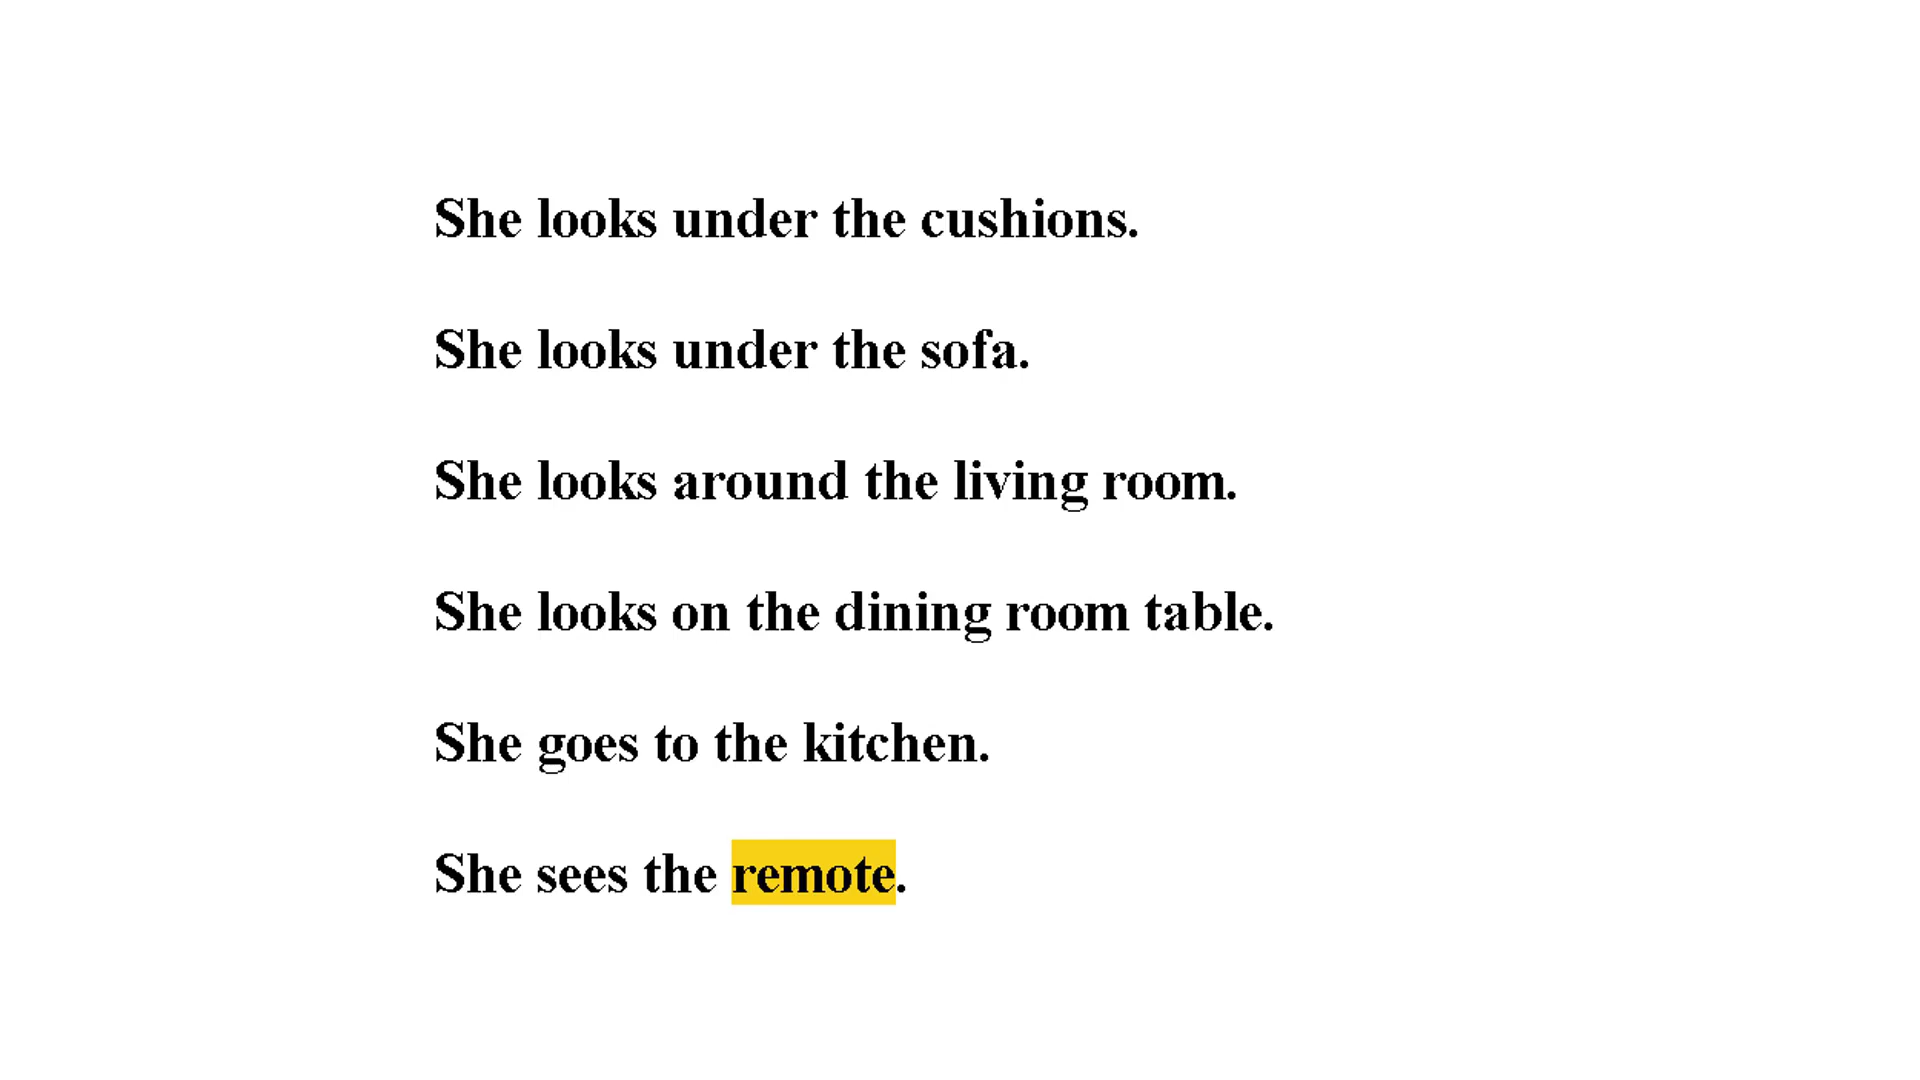 She looks under the cushions.
She looks under the sofa.
She looks around the living room.
She looks on the dining room table.
She goes to the kitchen.
She sees the remote.